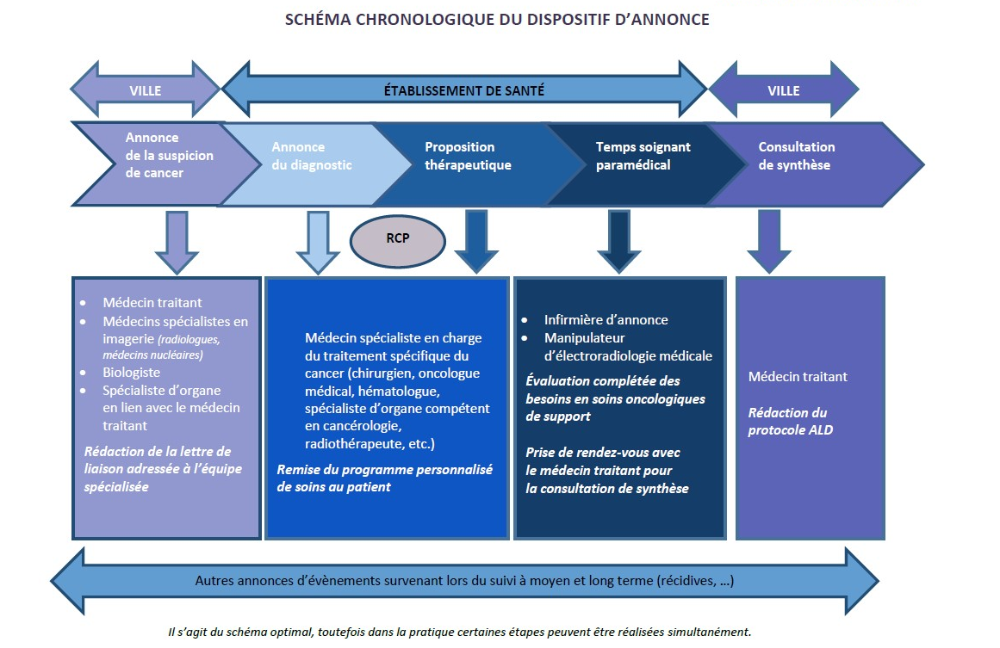 SCHÉMA CHRONOLOGIQUE DU DISPOSITIF D’ANNONCE
VILLE
ÉTABLISSEMENT DE SANTÉ
VILLE
Annonce
de la suspicion
de cancer
Annonce
du diagnostic
Proposition
thérapeutique
Temps soignant
paramédical
Consultation
de synthèse
RCP
• Médecin traitant
• Médecins spécialistes en
imagerie (radiologues,
médecins nucléaires)
• Biologiste
• Spécialiste d’organe
en lien avec le médecin
traitant
Rédaction de la lettre de
liaison adressée à l’équipe
spécialisée
Médecin spécialiste en charge
du traitement spécifique du
cancer (chirurgien, oncologue
médical, hématologue,
spécialiste d’organe compétent
en cancérologie,
radiothérapeute, etc.)
Remise du programme personnalisé
de soins au patient
• Infirmière d’annonce
• Manipulateur
d’électroradiologie médicale
Évaluation complétée des
besoins en soins oncologiques
de support
Prise de rendez-vous avec
le médecin traitant pour
la consultation de synthèse
Médecin traitant
Rédaction du
protocole ALD
Autres annonces d’évènements survenant lors du suivi à moyen et long terme (récidives, …)
Il s’agit du schéma optimal, toutefois dans la pratique certaines étapes peuvent être réalisées simultanément.